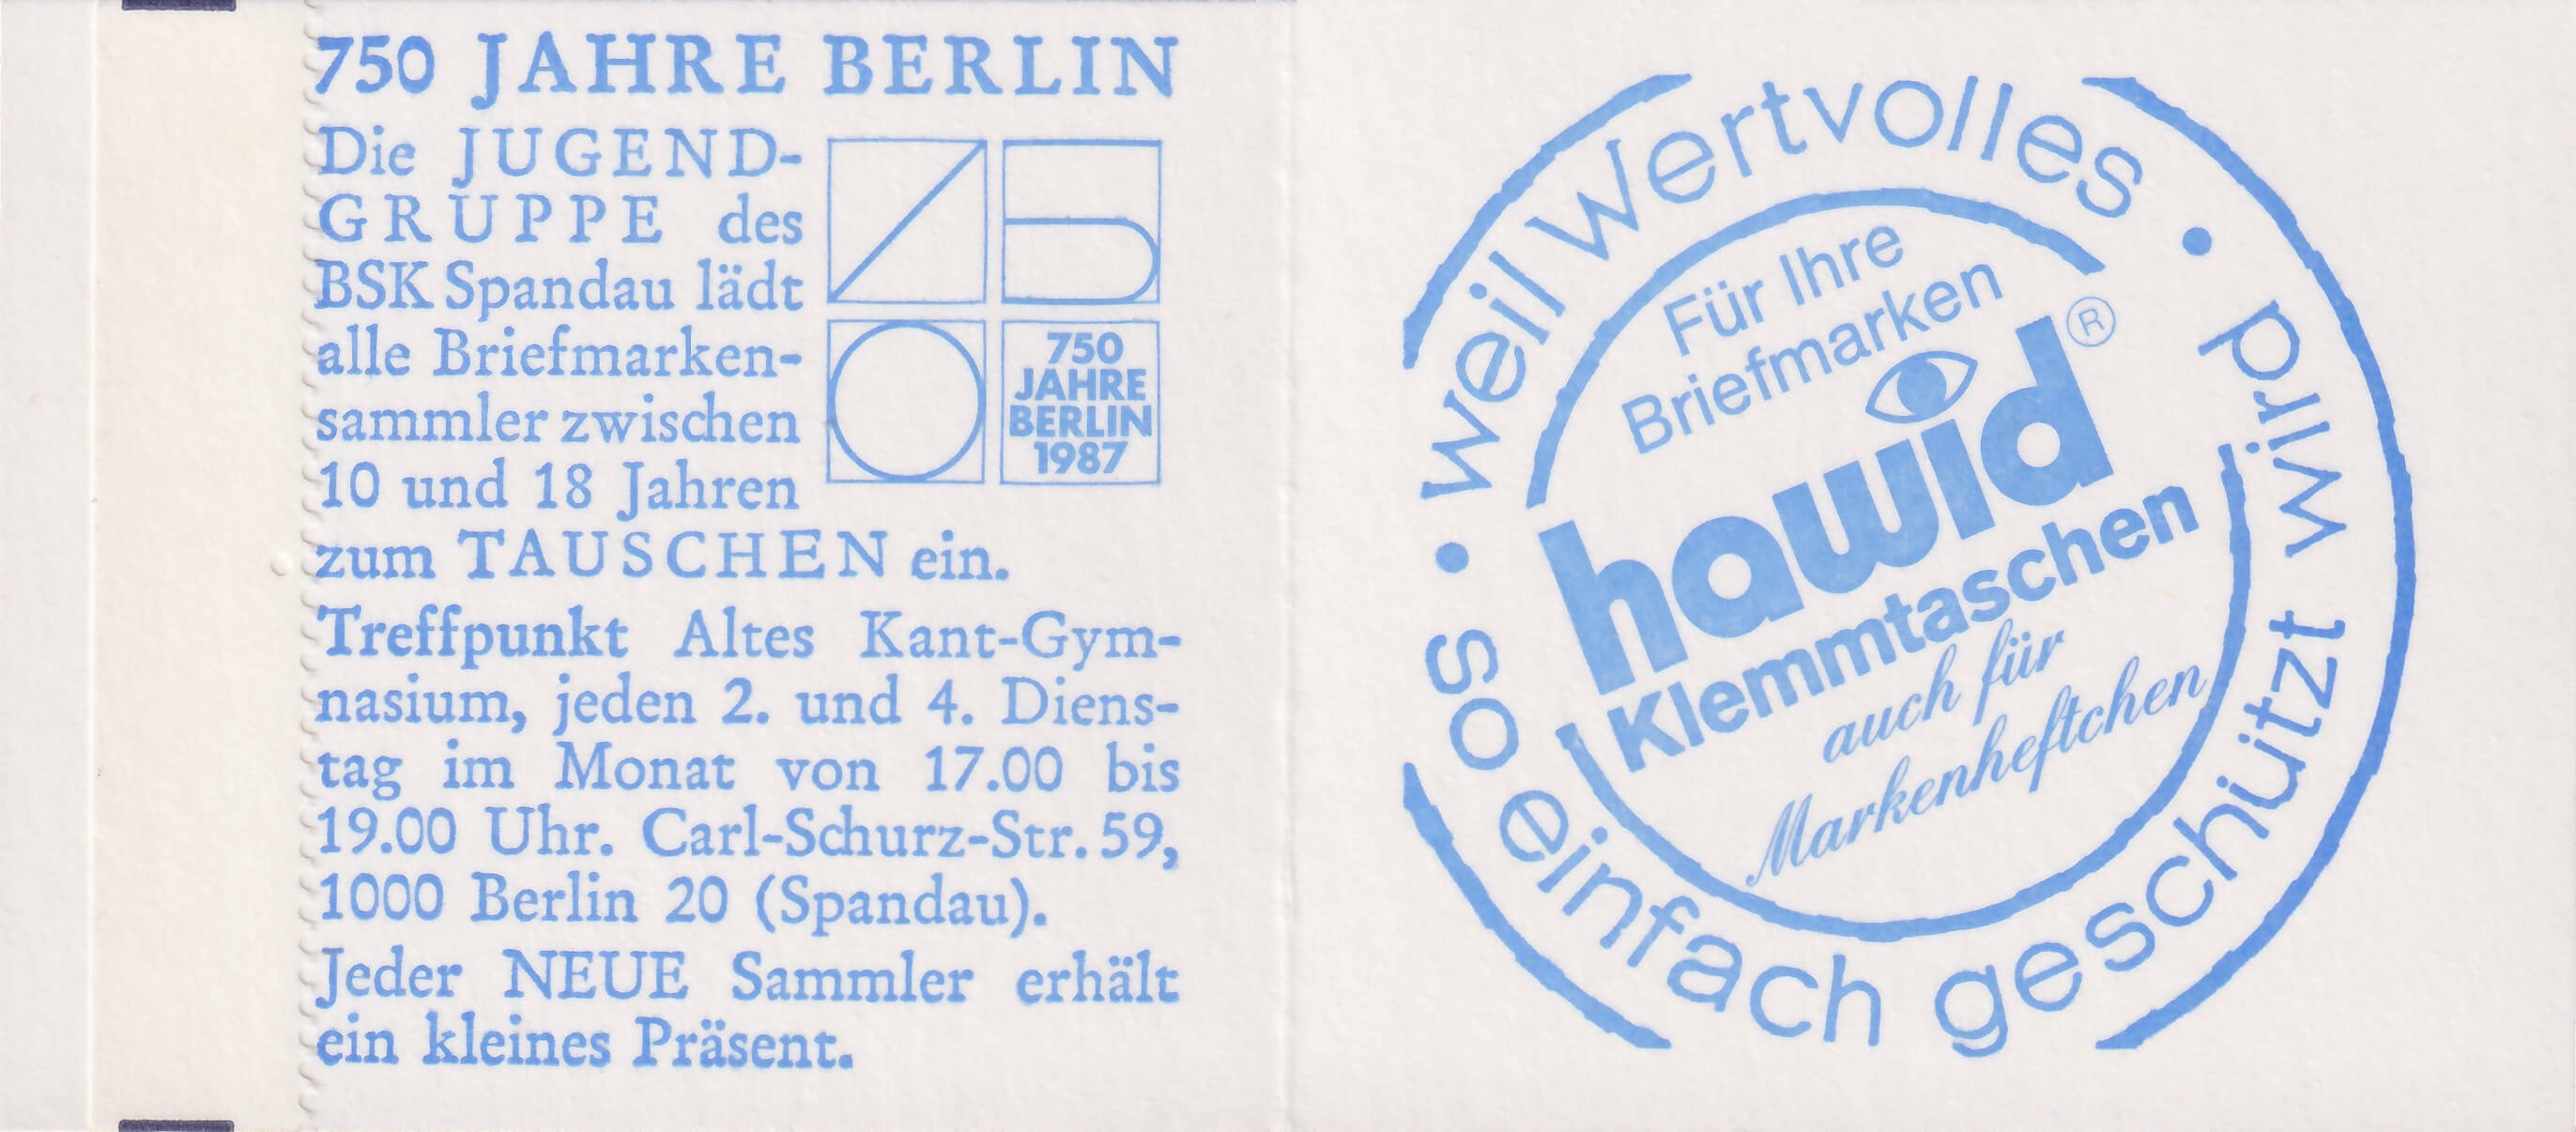 750 JAHRE BERLIN
Die JUGEND-
GRUPPE des
BSK Spandau lädt
alle Briefmarken-
sammler zwischen
10 und 18 Jahren
zum TAUSCHEN ein.
750
JAHRE
BERLIN
1987
Treffpunkt Altes Kant-Gym-
nasium, jeden 2. und 4. Diens-
tag im Monat von 17.00 bis
19.00 Uhr. Carl-Schurz-Str. 59,
1000 Berlin 20 (Spandau).
Jeder NEUE Sammler erhält
ein kleines Präsent.
• weil Wertvolles • so einfach geschützt wird
Für Ihre
Briefmarken
hawid®
Klemmtaschen
auch für
Markenheftchen